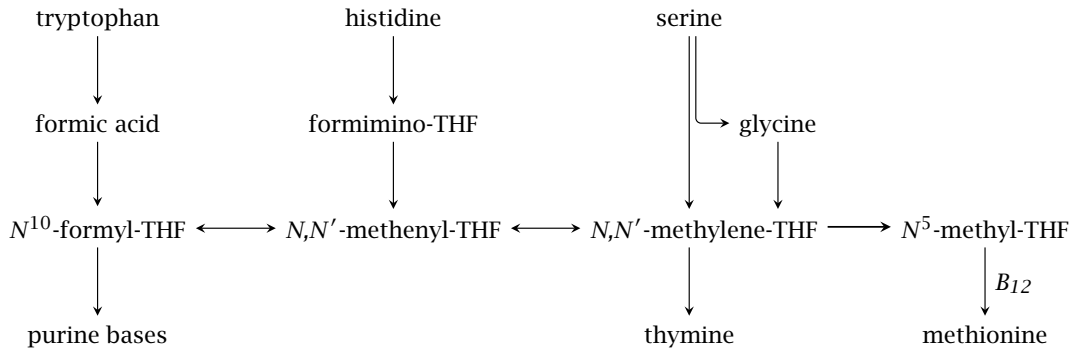 tryptophan histidine serine
formic acid formimino-THF glycine
N¹⁰-formyl-THF N,N′-methenyl-THF N,N′-methylene-THF N⁵-methyl-THF
B₁₂
purine bases thymine methionine